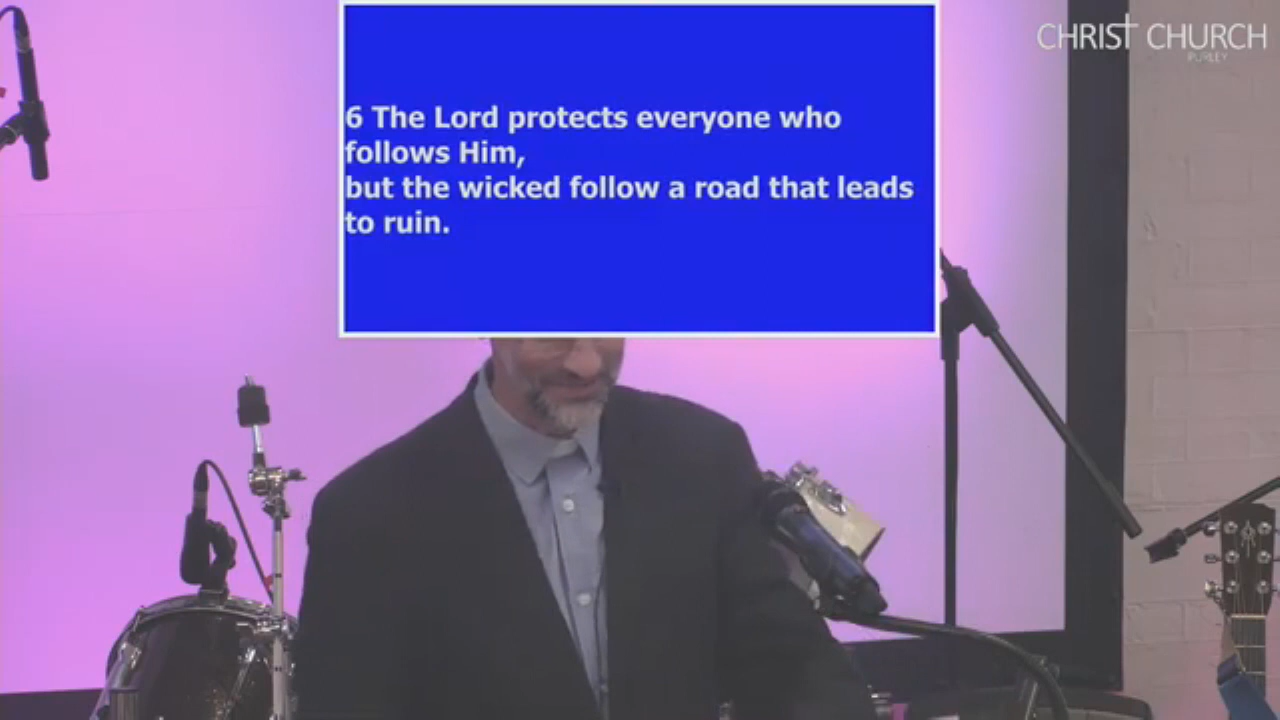 CHRIST CHURCH
PURLEY
6 The Lord protects everyone who
follows Him,
but the wicked follow a road that leads
to ruin.